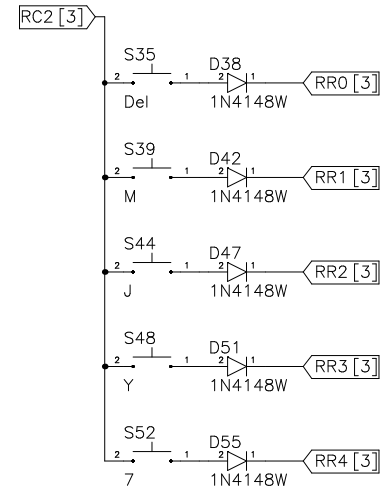 RC2 [3]
S35 D38
2 1 2 1 RR0 [3]
Del 1N4148W
S39 D42
2 1 2 1 RR1 [3]
M 1N4148W
S44 D47
2 1 2 1 RR2 [3]
J 1N4148W
S48 D51
2 1 2 1 RR3 [3]
Y 1N4148W
S52 D55
2 1 2 1 RR4 [3]
7 1N4148W